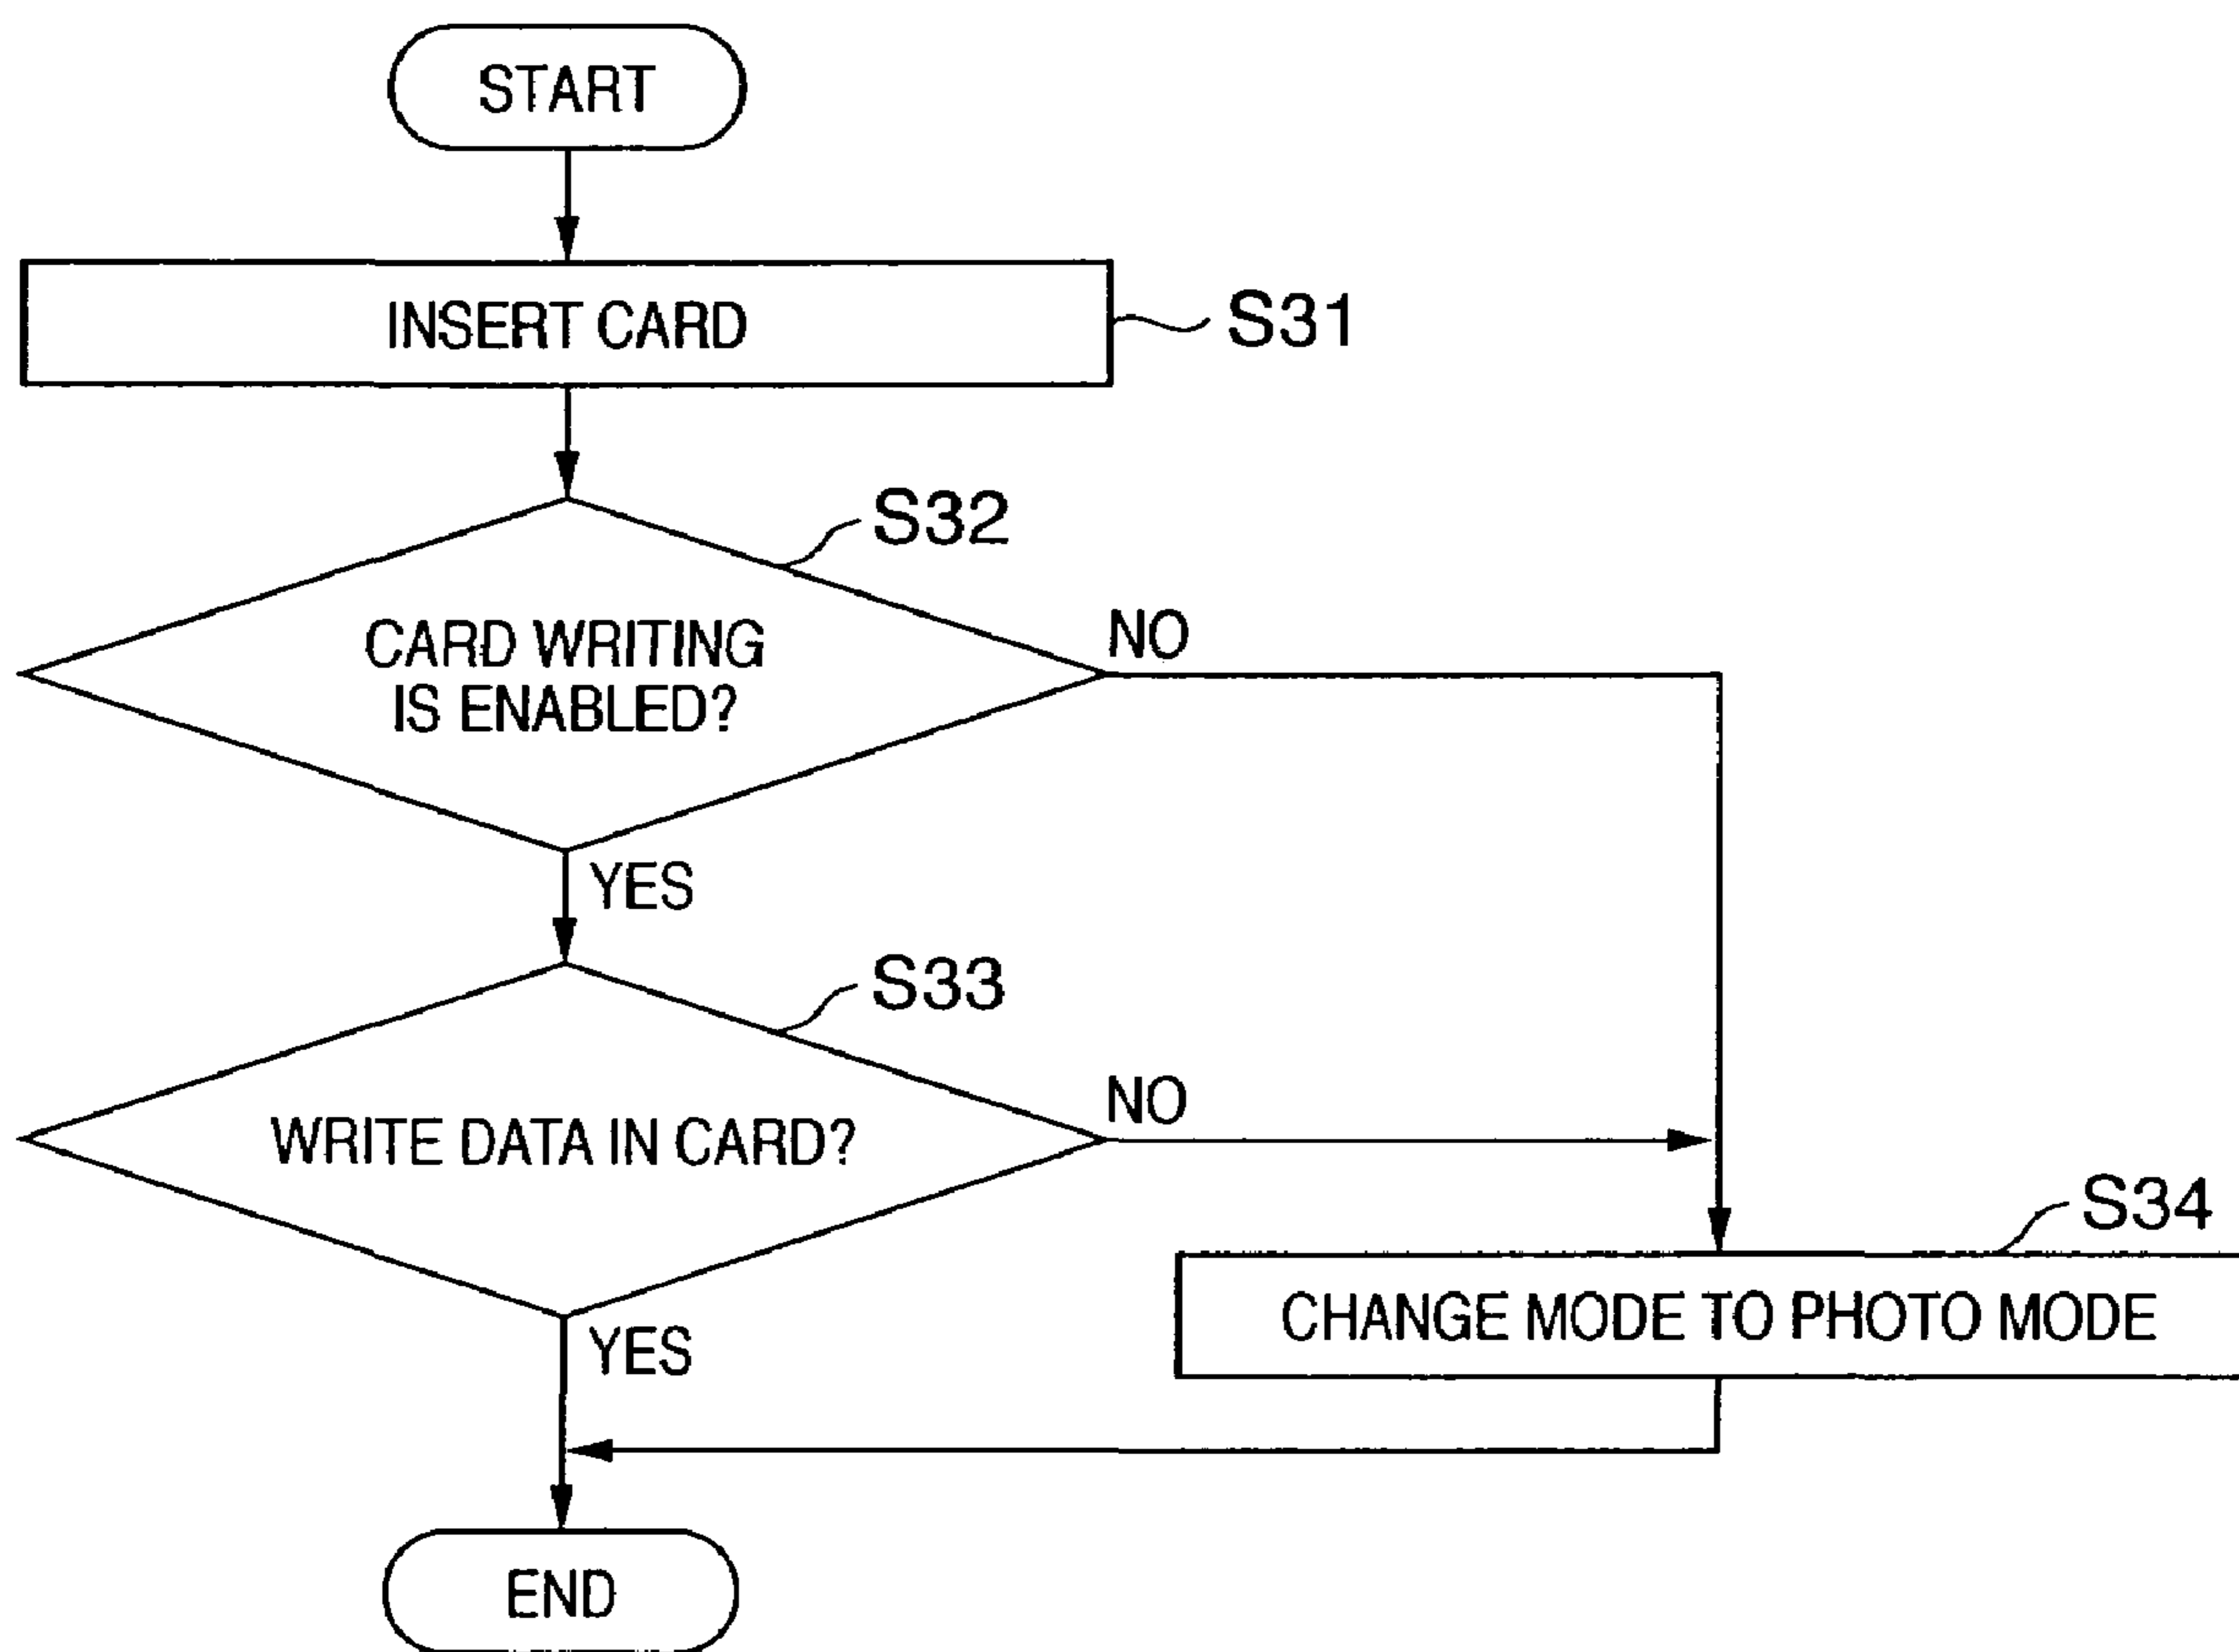 START
INSERT CARD
S31
S32
CARD WRITING
IS ENABLED?
NO
YES
S33
WRITE DATA IN CARD?
NO
YES
S34
CHANGE MODE TO PHOTO MODE
END